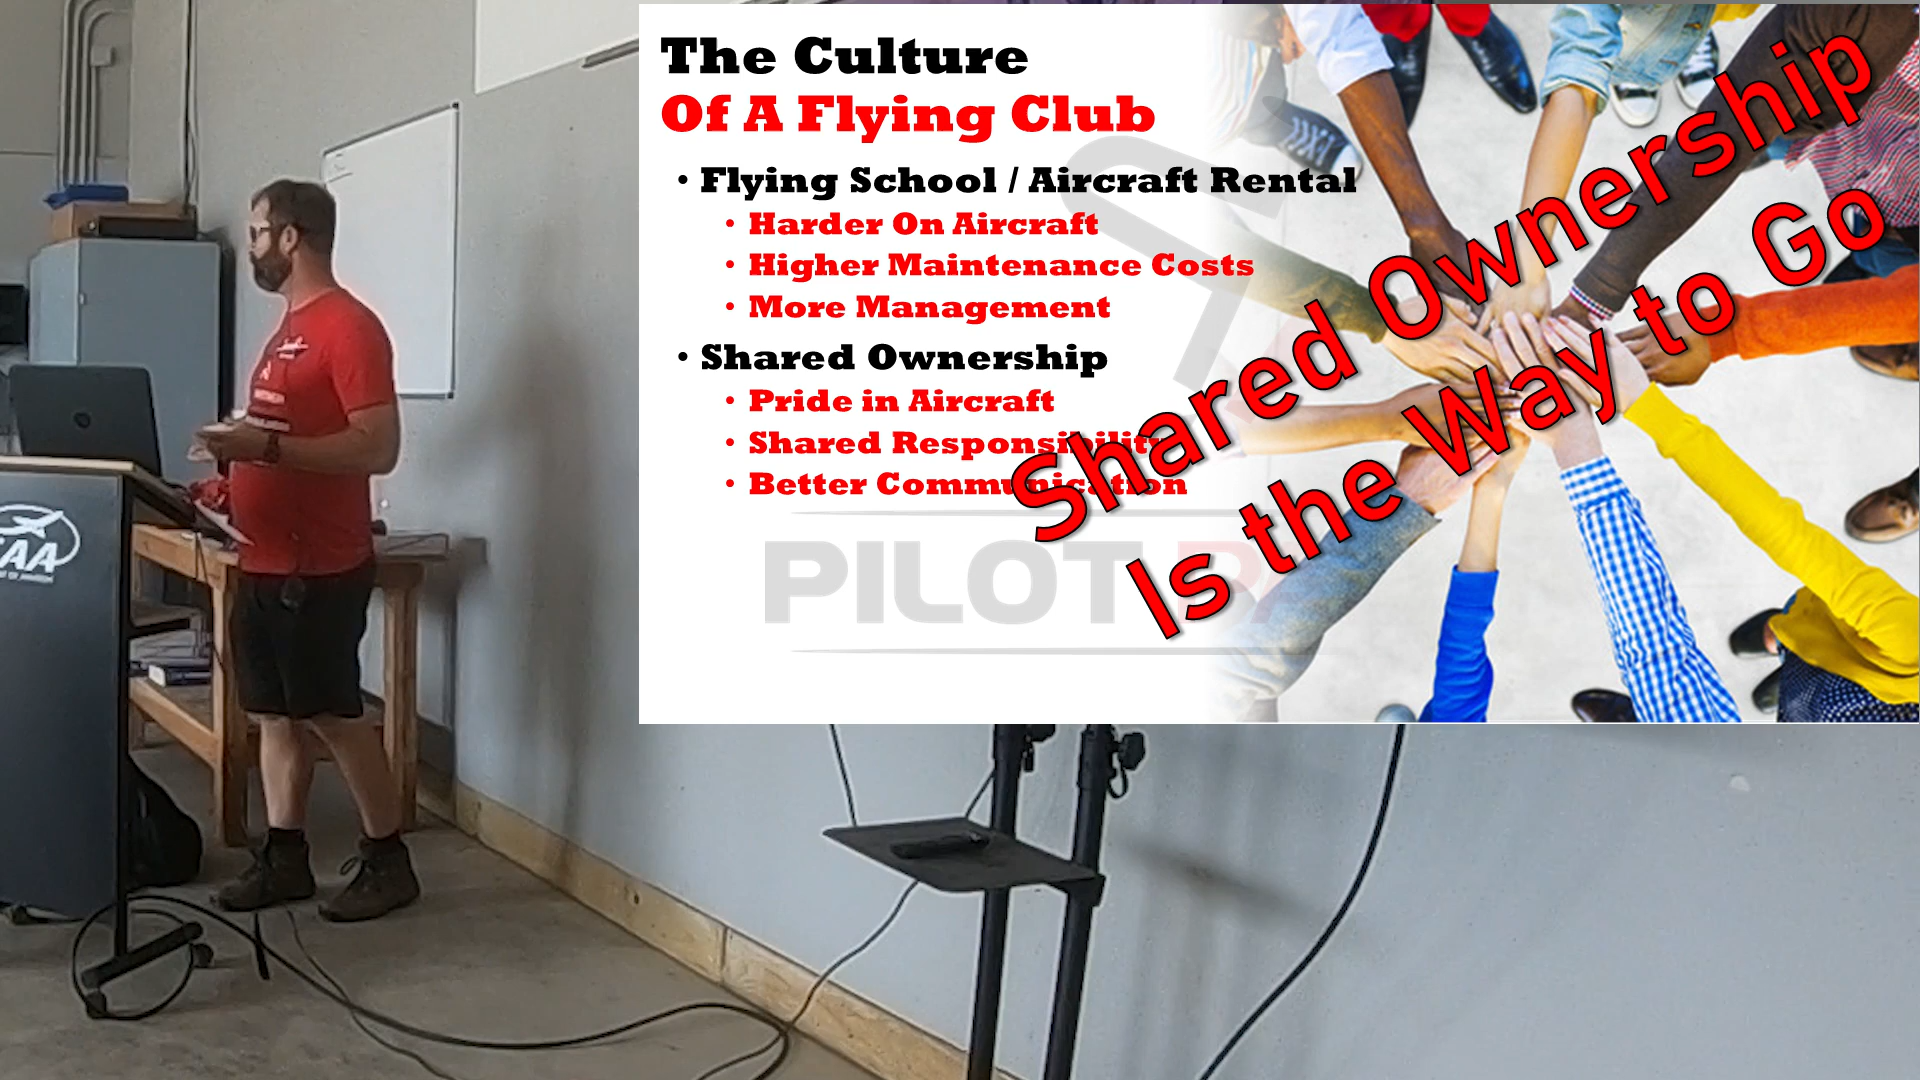 The Culture
Of A Flying Club
• Flying School / Aircraft Rental
• Harder On Aircraft
• Higher Maintenance Costs
• More Management
• Shared Ownership
• Pride in Aircraft
• Shared Responsibility
• Better Communication
Shared Ownership
Is the Way to Go
PILOT
EAA